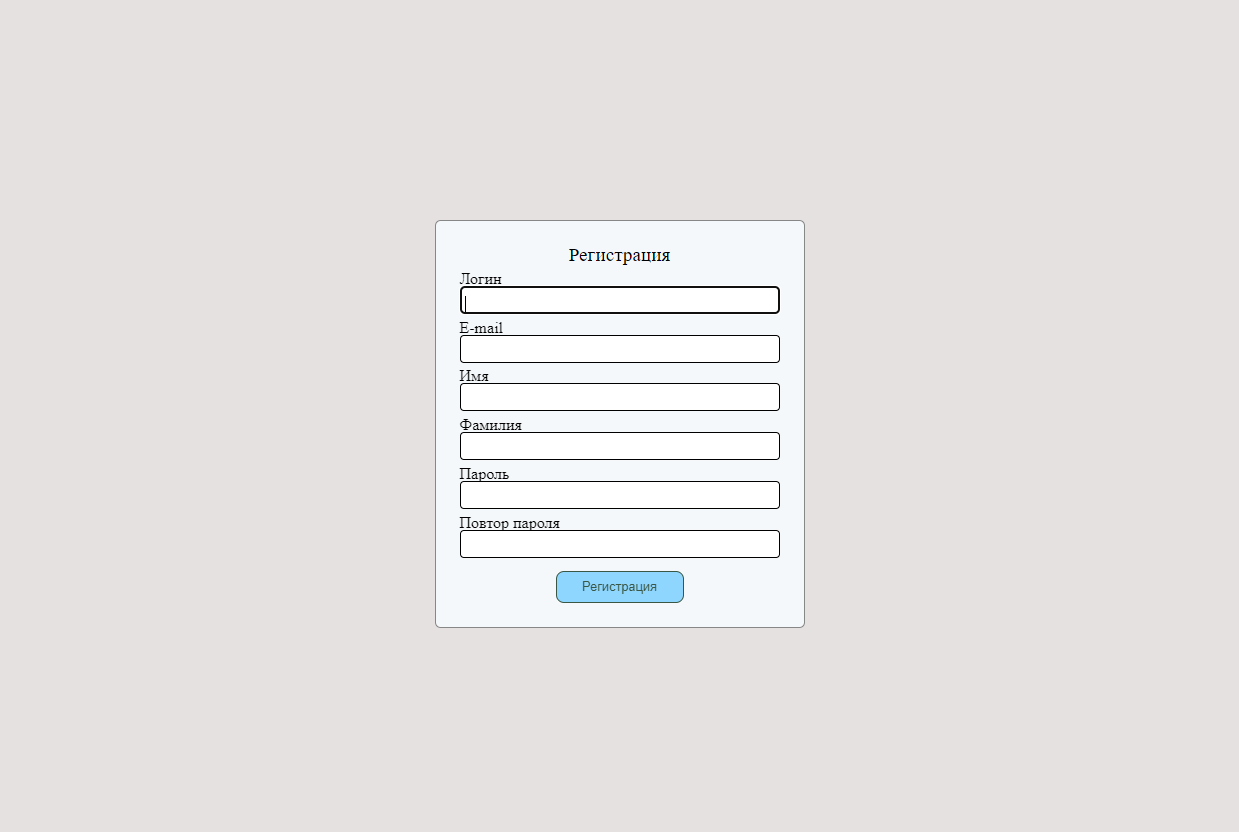 Регистрация
Логин
E-mail
Имя
Фамилия
Пароль
Повтор пароля
Регистрация